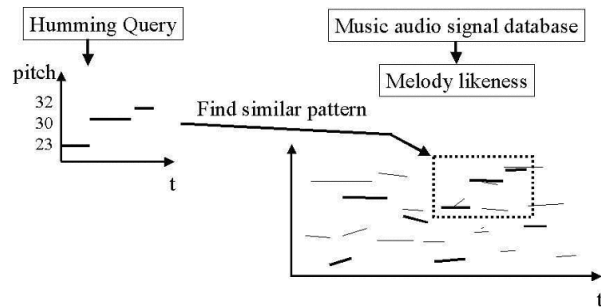 Humming Query
Music audio signal database
Melody likeness
pitch
32
30
23
t
Find similar pattern
t